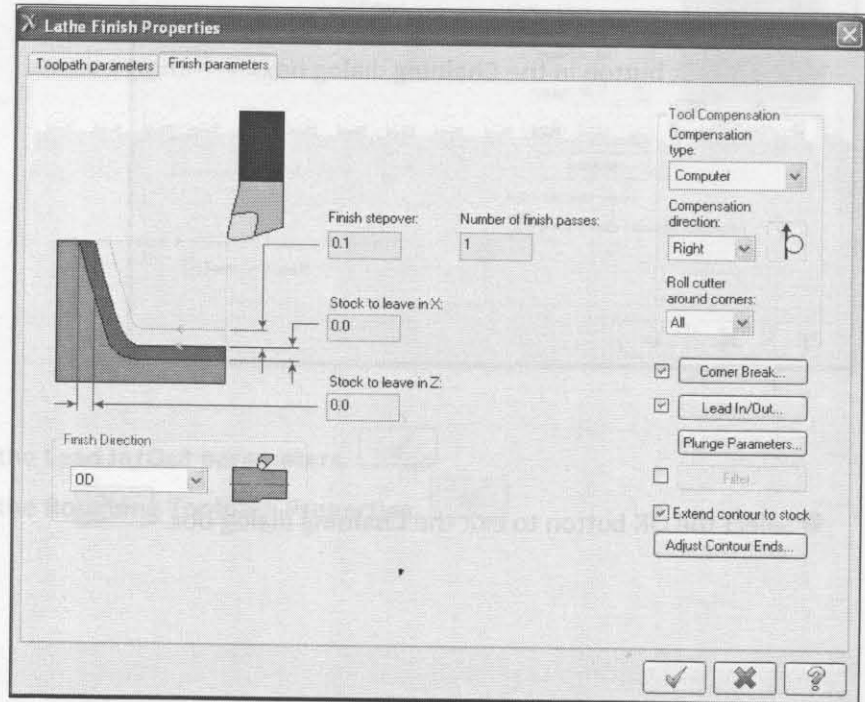 Lathe Finish Properties
Toolpath parameters
Finish parameters
Finish stepover:
0.1
Number of finish passes:
1
Stock to leave in X:
0.0
Stock to leave in Z:
0.0
Finish Direction
OD
Tool Compensation
Compensation
type:
Computer
Compensation
direction:
Right
Roll cutter
around corners:
All
Corner Break...
Lead In/Out...
Plunge Parameters...
Filter...
Extend contour to stock
Adjust Contour Ends...